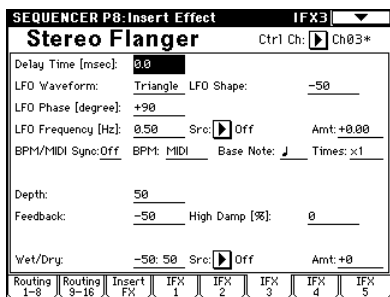 SEQUENCER P8:Insert Effect IFX3
Stereo Flanger Ctrl Ch: Ch03*
Delay Time [msec]: 0.0
LFO Waveform: Triangle LFO Shape: -50
LFO Phase [degree]: +90
LFO Frequency [Hz]: 0.50 Src: Off Amt:+0.00
BPM/MIDI Sync:Off BPM: MIDI Base Note: ♩ Times: x1
Depth: 50
Feedback: -50 High Damp [%]: 0
Wet/Dry: -50: 50 Src: Off Amt:+0
Routing 1-8 Routing 9-16 Insert FX IFX 1 IFX 2 IFX 3 IFX 4 IFX 5